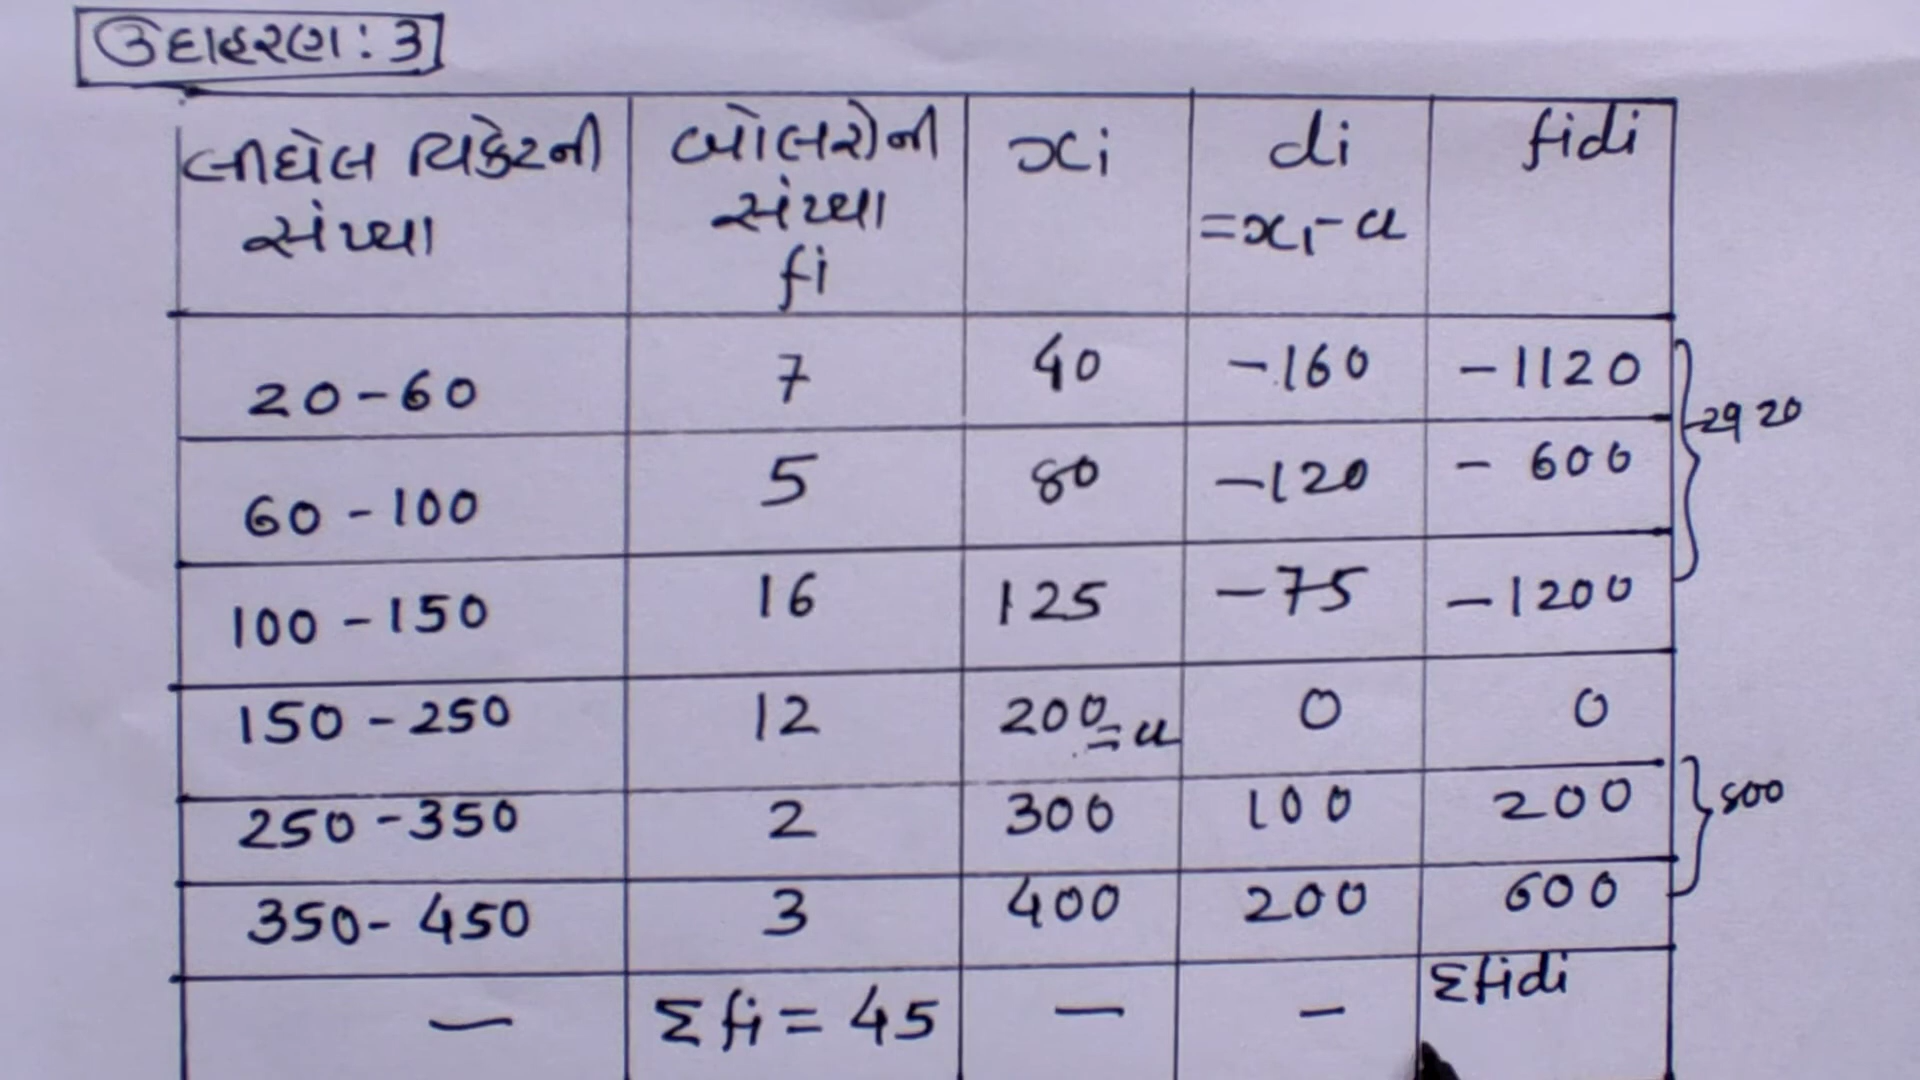 ઉદાહરણ: 3
લીધેલ વિકેટની સંખ્યા
બોલરોની સંખ્યા fi
xi
di = xi - a
fidi
20 - 60 7 40 -160 -1120
2920
60 - 100 5 80 -120 - 600
100 - 150 16 125 -75 -1200
150 - 250 12 200 = a 0 0
250 - 350 2 300 100 200
800
350 - 450 3 400 200 600
— Σfi = 45 — — Σfidi